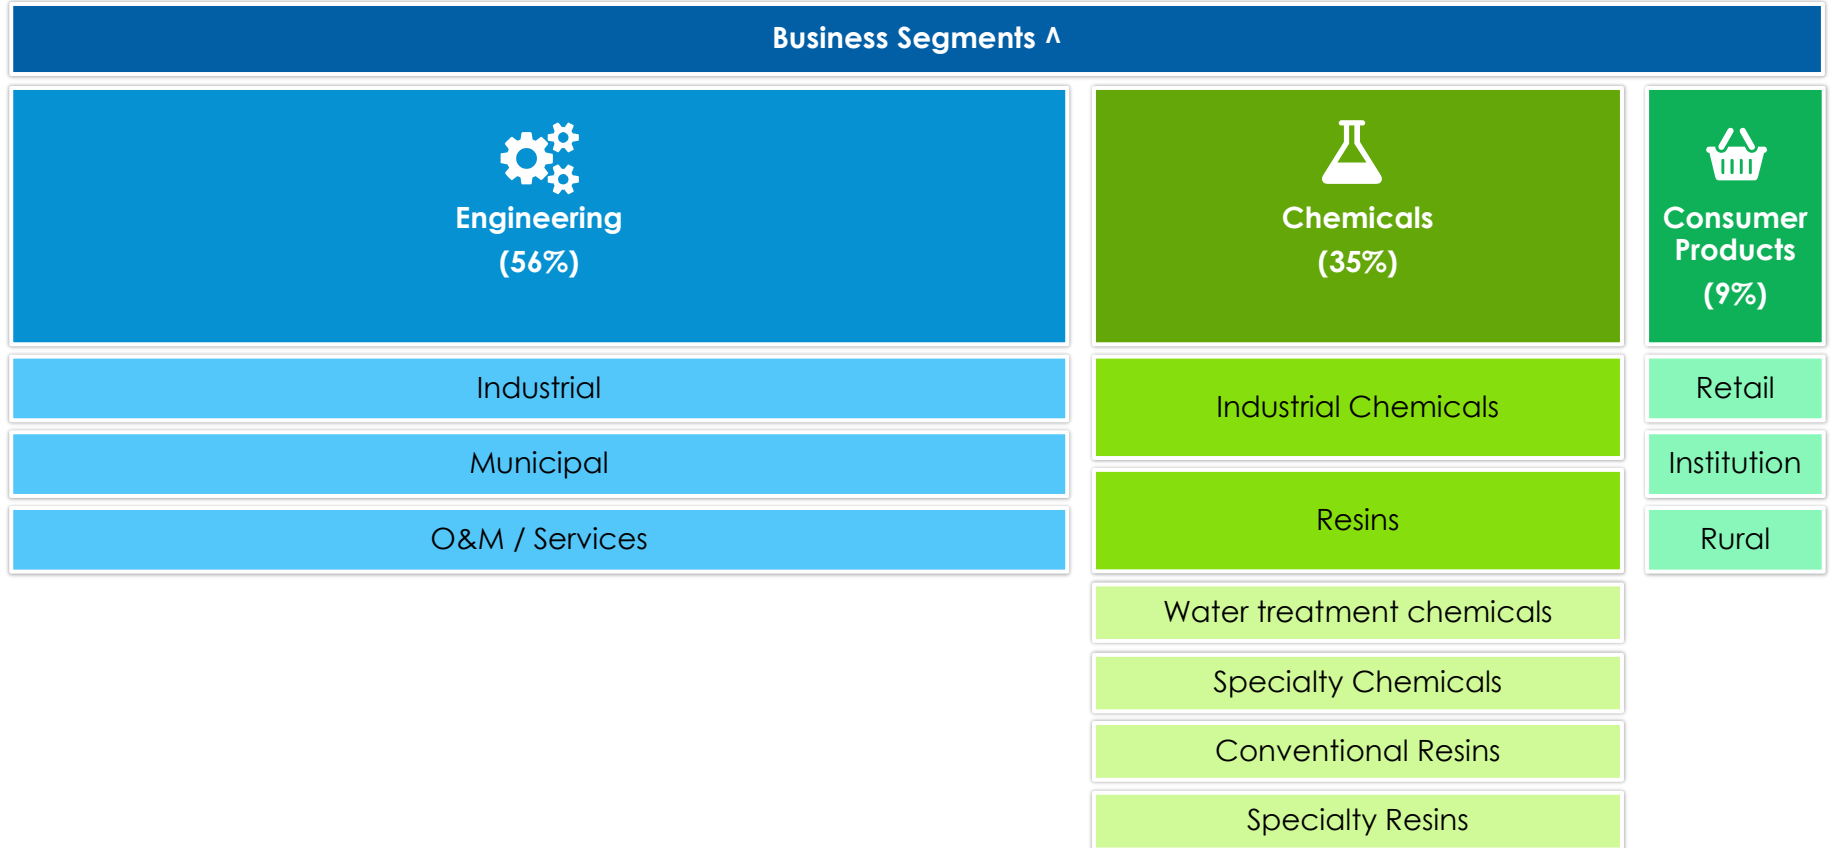 Business Segments ^
Engineering
(56%)
Industrial
Municipal
O&M / Services
Chemicals
(35%)
Industrial Chemicals
Resins
Water treatment chemicals
Specialty Chemicals
Conventional Resins
Specialty Resins
Consumer
Products
(9%)
Retail
Institution
Rural